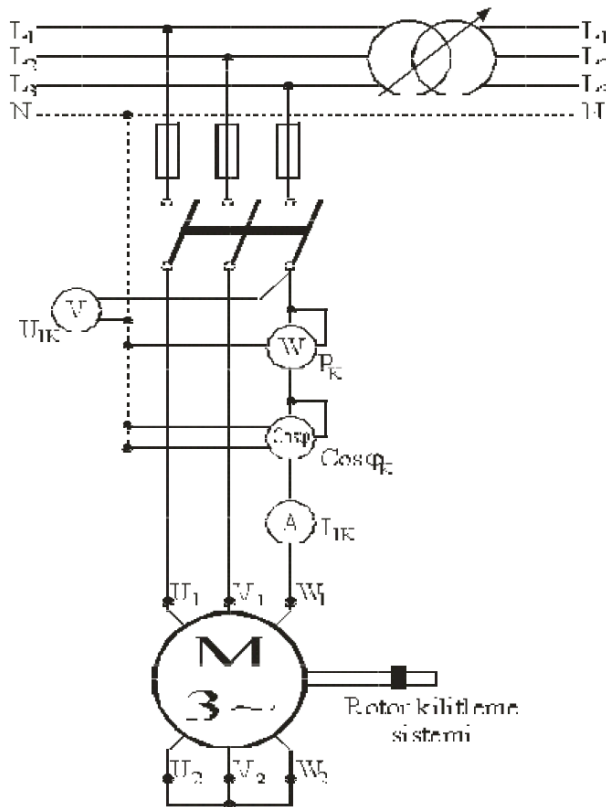 L1 L1
L2 L2
L3 L3
N N
V
U1K
W
PK
Cosφ
CosφK
A
I1K
U1 V1 W1
M
3~
Rotor kilitleme
sistemi
U2 V2 W2